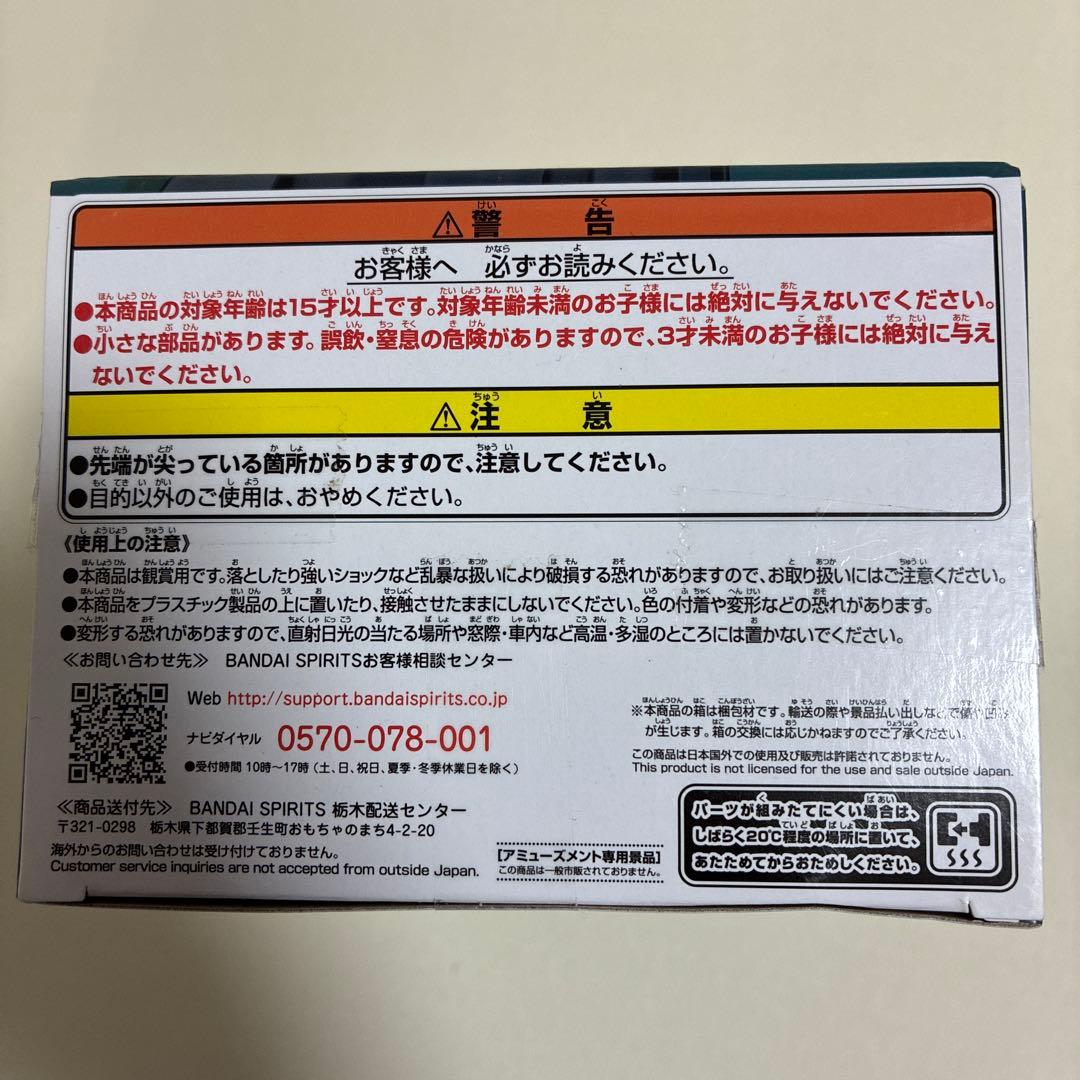 ⚠警告
お客様へ 必ずお読みください。
●本商品の対象年齢は15才以上です。対象年齢未満のお子様には絶対に与えないでください。
●小さな部品があります。誤飲・窒息の危険がありますので、3才未満のお子様には絶対に与え
ないでください。
⚠注意
●先端が尖っている箇所がありますので、注意してください。
●目的以外のご使用は、おやめください。
《使用上の注意》
●本商品は観賞用です。落としたり強いショックなど乱暴な扱いにより破損する恐れがありますので、お取り扱いにはご注意ください。
●本商品をプラスチック製品の上に置いたり、接触させたままにしないでください。色の付着や変形などの恐れがあります。
●変形する恐れがありますので、直射日光の当たる場所や窓際・車内など高温・多湿のところには置かないでください。
≪お問い合わせ先≫ BANDAI SPIRITSお客様相談センター
Web http://support.bandaispirits.co.jp
ナビダイヤル 0570-078-001
●受付時間 10時〜17時(土、日、祝日、夏季・冬季休業日を除く)
≪商品送付先≫ BANDAI SPIRITS 栃木配送センター
〒321-0298 栃木県下都賀郡壬生町おもちゃのまち4-2-20
海外からのお問い合わせは受け付けておりません。
Customer service inquiries are not accepted from outside Japan.
[アミューズメント専用景品]
この商品は一般市販されておりません。
※本商品の箱は梱包材です。輸送の際や景品払い出しなどで傷や凹み
が生じます。箱の交換には応じかねますのでご了承ください。
この商品は日本国外での使用及び販売は許諾されておりません。
This product is not licensed for the use and sale outside Japan.
パーツが組みたてにくい場合は、
しばらく20℃程度の場所に置いて、
あたためてからおためしください。